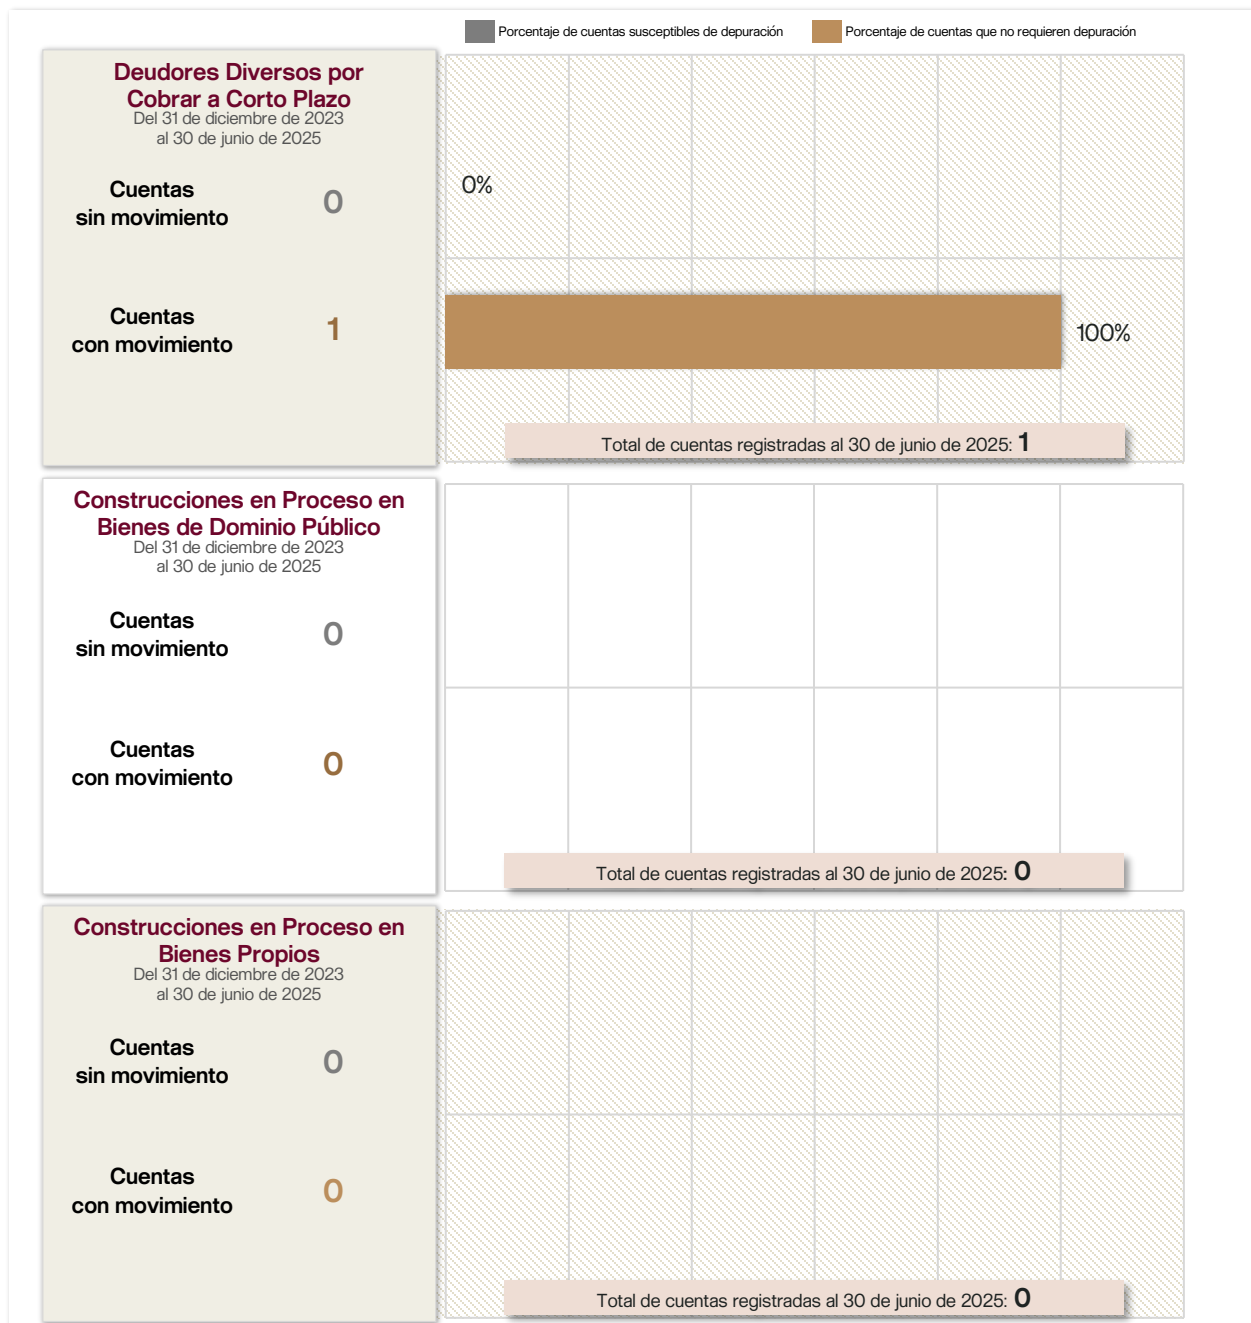 Porcentaje de cuentas susceptibles de depuración
Porcentaje de cuentas que no requieren depuración
Deudores Diversos por
Cobrar a Corto Plazo
Del 31 de diciembre de 2023
al 30 de junio de 2025
Cuentas
sin movimiento
0
0%
Cuentas
con movimiento
1
100%
Total de cuentas registradas al 30 de junio de 2025: 1
Construcciones en Proceso en
Bienes de Dominio Público
Del 31 de diciembre de 2023
al 30 de junio de 2025
Cuentas
sin movimiento
0
Cuentas
con movimiento
0
Total de cuentas registradas al 30 de junio de 2025: 0
Construcciones en Proceso en
Bienes Propios
Del 31 de diciembre de 2023
al 30 de junio de 2025
Cuentas
sin movimiento
0
Cuentas
con movimiento
0
Total de cuentas registradas al 30 de junio de 2025: 0